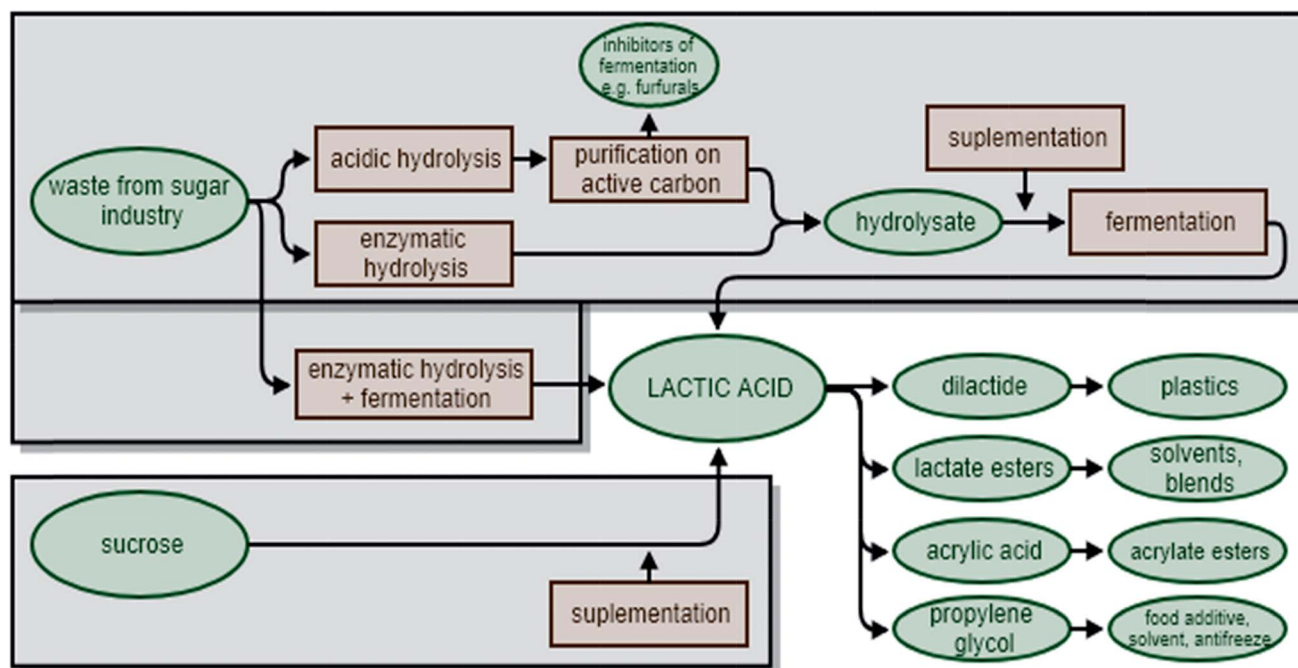 inhibitors of
fermentation
e.g. furfurals
suplementation
acidic hydrolysis
purification on
active carbon
waste from sugar
industry
hydrolysate
fermentation
enzymatic
hydrolysis
enzymatic hydrolysis
+ fermentation
LACTIC ACID
dilactide
plastics
lactate esters
solvents,
blends
sucrose
acrylic acid
acrylate esters
suplementation
propylene
glycol
food additive,
solvent, antifreeze